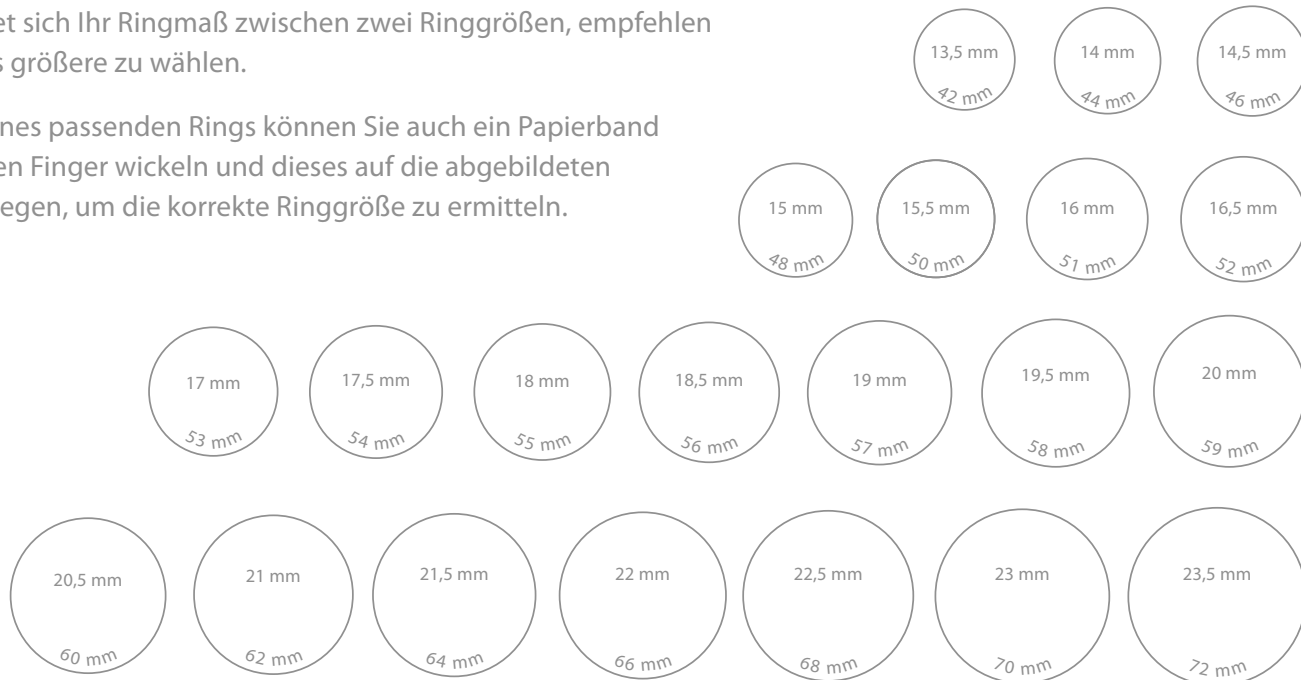 et sich Ihr Ringmaß zwischen zwei Ringgrößen, empfehlen
s größere zu wählen.
nes passenden Rings können Sie auch ein Papierband
en Finger wickeln und dieses auf die abgebildeten
egen, um die korrekte Ringgröße zu ermitteln.
13,5 mm 14 mm 14,5 mm
42 mm 44 mm 46 mm
15 mm 15,5 mm 16 mm 16,5 mm
48 mm 50 mm 51 mm 52 mm
17 mm 17,5 mm 18 mm 18,5 mm 19 mm 19,5 mm 20 mm
53 mm 54 mm 55 mm 56 mm 57 mm 58 mm 59 mm
20,5 mm 21 mm 21,5 mm 22 mm 22,5 mm 23 mm 23,5 mm
60 mm 62 mm 64 mm 66 mm 68 mm 70 mm 72 mm